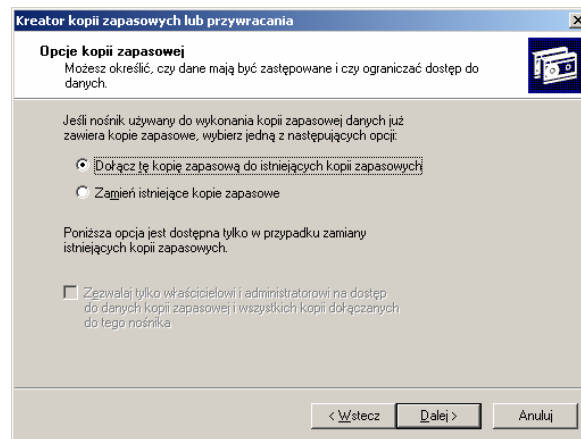 Kreator kopii zapasowych lub przywracania
Opcje kopii zapasowej
Możesz określić, czy dane mają być zastępowane i czy ograniczać dostęp do
danych.
Jeśli nośnik używany do wykonania kopii zapasowej danych już
zawiera kopie zapasowe, wybierz jedną z następujących opcji:
Dołącz tę kopię zapasową do istniejących kopii zapasowych
Zamień istniejące kopie zapasowe
Poniższa opcja jest dostępna tylko w przypadku zamiany
istniejących kopii zapasowych.
Zezwalaj tylko właścicielowi i administratorowi na dostęp
do danych kopii zapasowej i wszystkich kopii dołączanych
do tego nośnika
< Wstecz Dalej > Anuluj